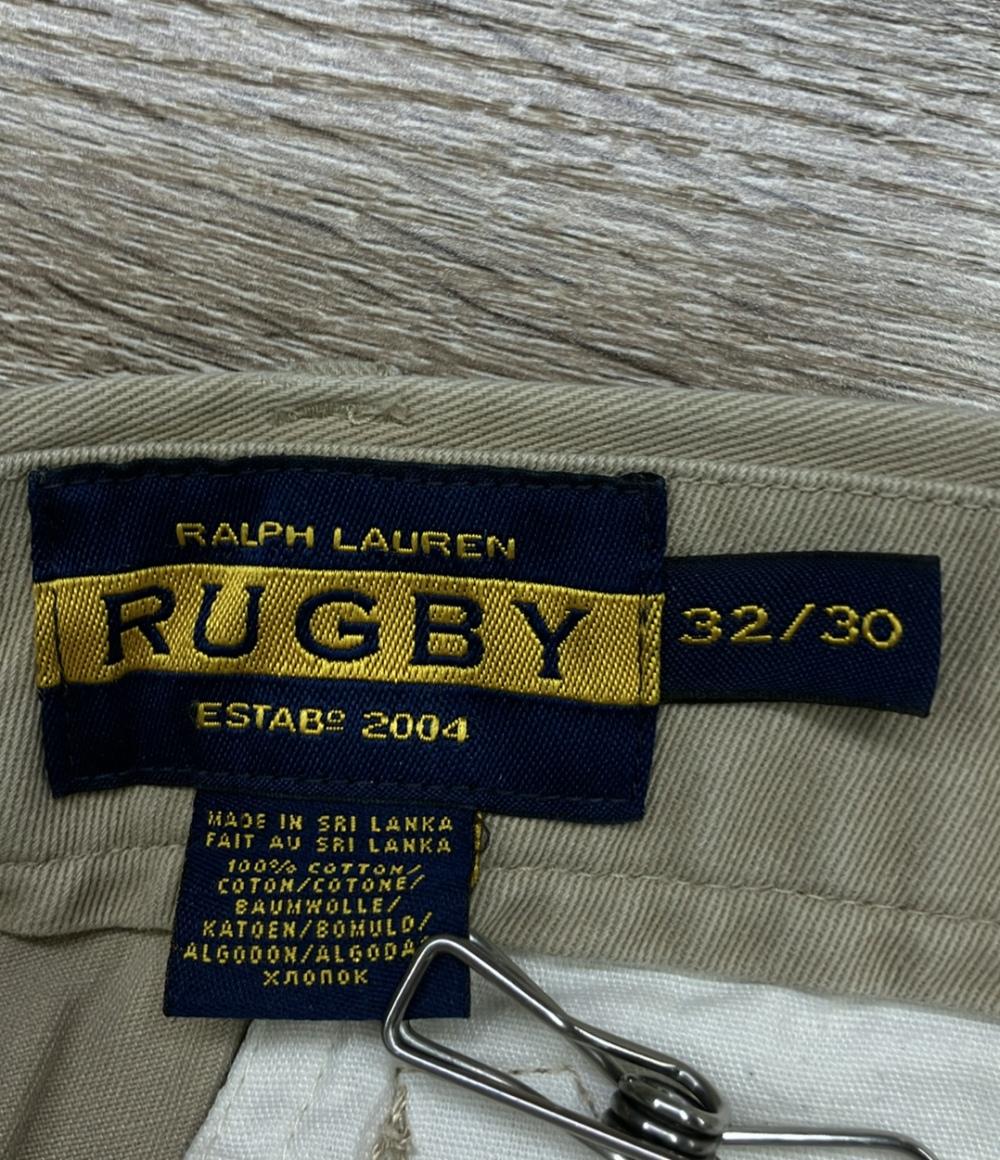 RALPH LAUREN
RUGBY
ESTABº 2004
32/30
MADE IN SRI LANKA
FAIT AU SRI LANKA
100% COTTON/
COTON/COTONE/
BAUMWOLLE/
KATOEN/BOMULD/
ALGODON/
ХЛОПОК